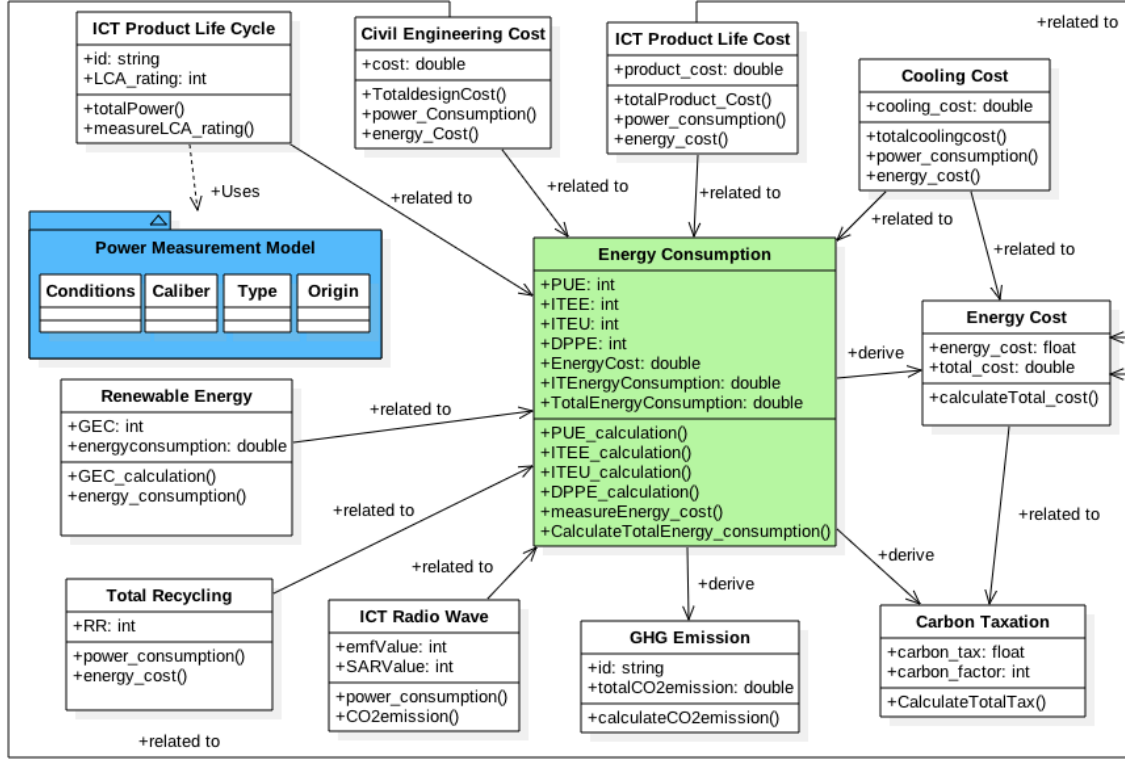 ICT Product Life Cycle
+id: string
+LCA_rating: int
+totalPower()
+measureLCA_rating()
Civil Engineering Cost
+cost: double
+TotaldesignCost()
+power_Consumption()
+energy_Cost()
ICT Product Life Cost
+product_cost: double
+totalProduct_Cost()
+power_consumption()
+energy_cost()
+related to
Cooling Cost
+cooling_cost: double
+totalcoolingcost()
+power_consumption()
+energy_cost()
+Uses
+related to
+related to
+related to
+related to
+related to
Power Measurement Model
Conditions
Caliber
Type
Origin
Energy Consumption
+PUE: int
+ITEE: int
+ITEU: int
+DPPE: int
+EnergyCost: double
+ITEnergyConsumption: double
+TotalEnergyConsumption: double
+PUE_calculation()
+ITEE_calculation()
+ITEU_calculation()
+DPPE_calculation()
+measureEnergy_cost()
+CalculateTotalEnergy_consumption()
+derive
Energy Cost
+energy_cost: float
+total_cost: double
+calculateTotal_cost()
Renewable Energy
+GEC: int
+energyconsumption: double
+GEC_calculation()
+energy_consumption()
+related to
+related to
+related to
+related to
+derive
+derive
Total Recycling
+RR: int
+power_consumption()
+energy_cost()
ICT Radio Wave
+emfValue: int
+SARValue: int
+power_consumption()
+CO2emission()
GHG Emission
+id: string
+totalCO2emission: double
+calculateCO2emission()
Carbon Taxation
+carbon_tax: float
+carbon_factor: int
+CalculateTotalTax()
+related to